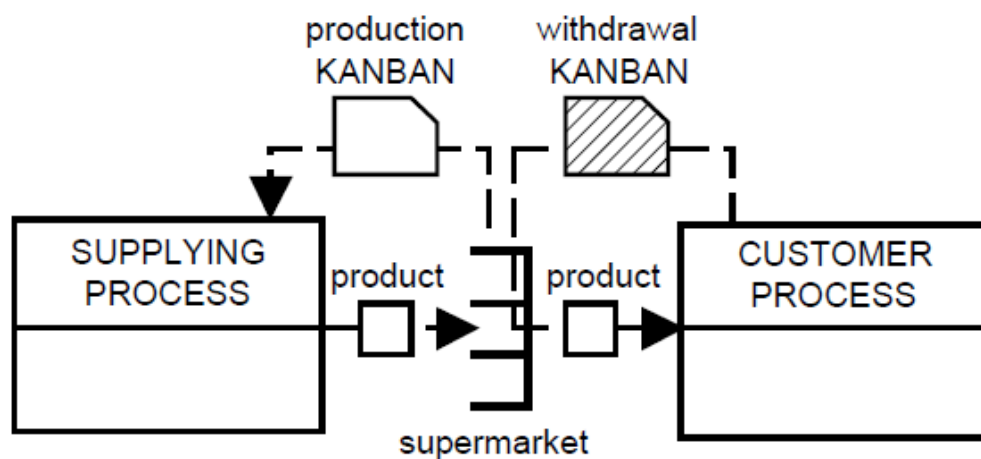 production
KANBAN
withdrawal
KANBAN
SUPPLYING
PROCESS
product
product
CUSTOMER
PROCESS
supermarket